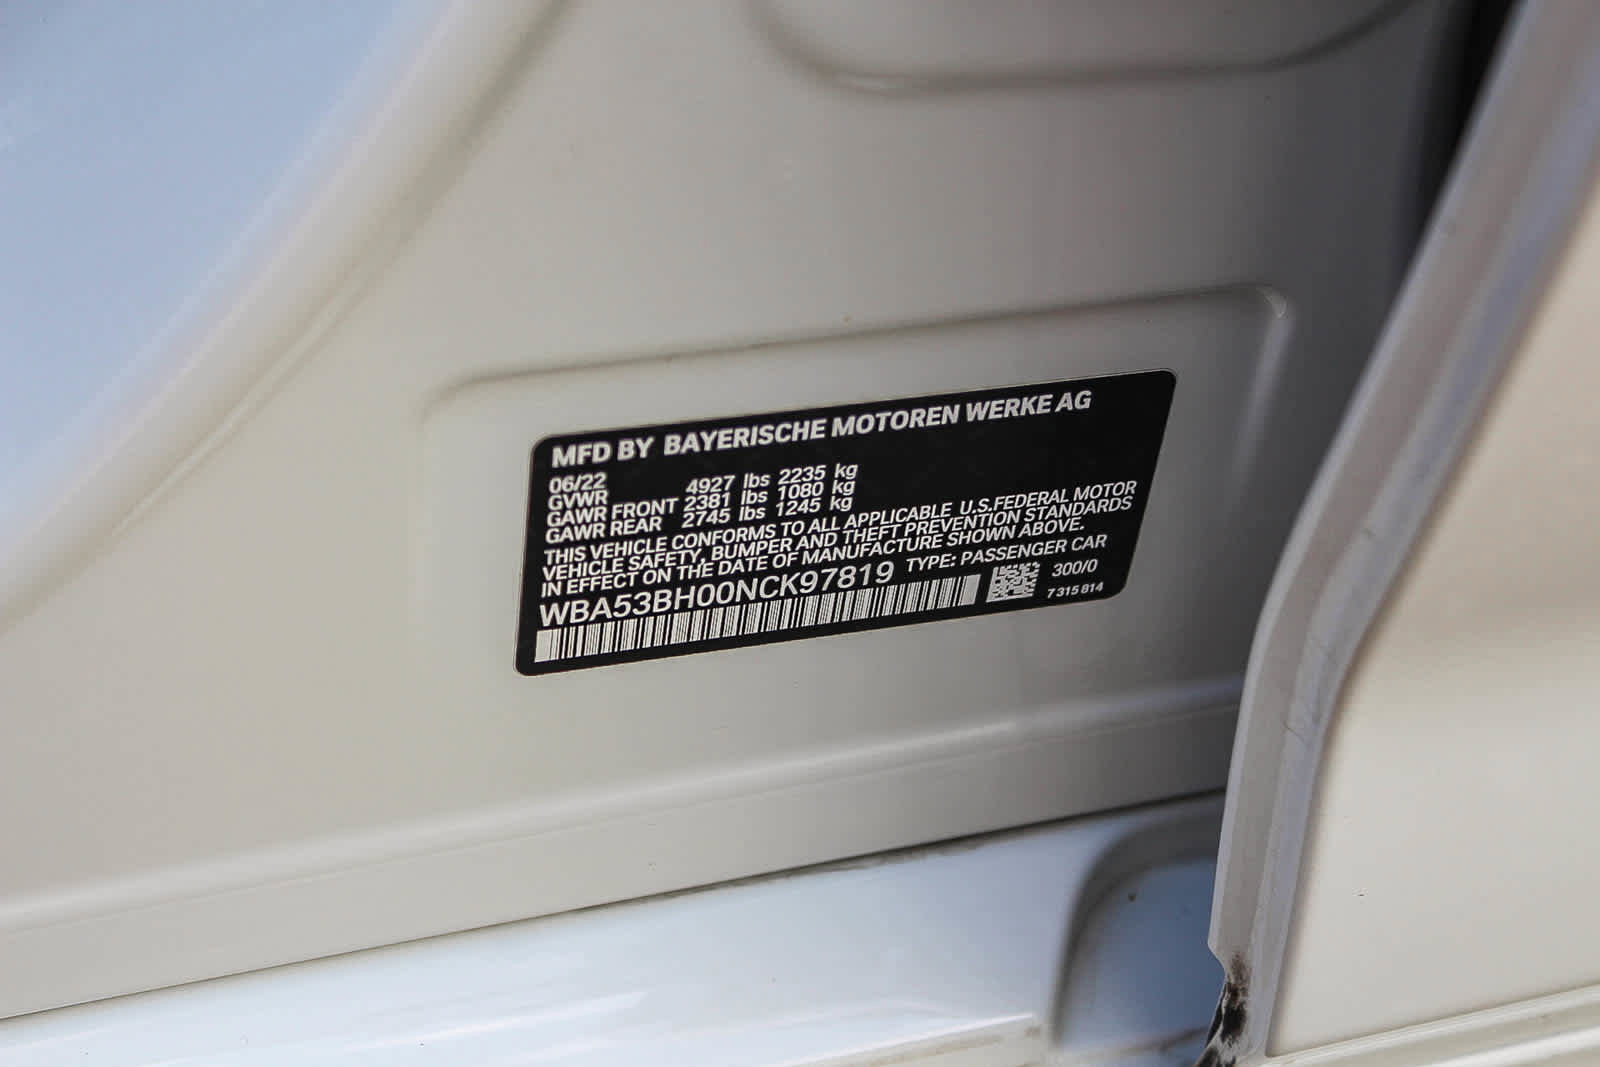 MFD BY BAYERISCHE MOTOREN WERKE AG
06/22
GVWR 4927 lbs 2235 kg
GAWR FRONT 2381 lbs 1080 kg
GAWR REAR 2745 lbs 1245 kg
THIS VEHICLE CONFORMS TO ALL APPLICABLE U.S.FEDERAL MOTOR
VEHICLE SAFETY, BUMPER AND THEFT PREVENTION STANDARDS
IN EFFECT ON THE DATE OF MANUFACTURE SHOWN ABOVE.
WBA53BH00NCK97819 TYPE: PASSENGER CAR
300/0
7 315 814